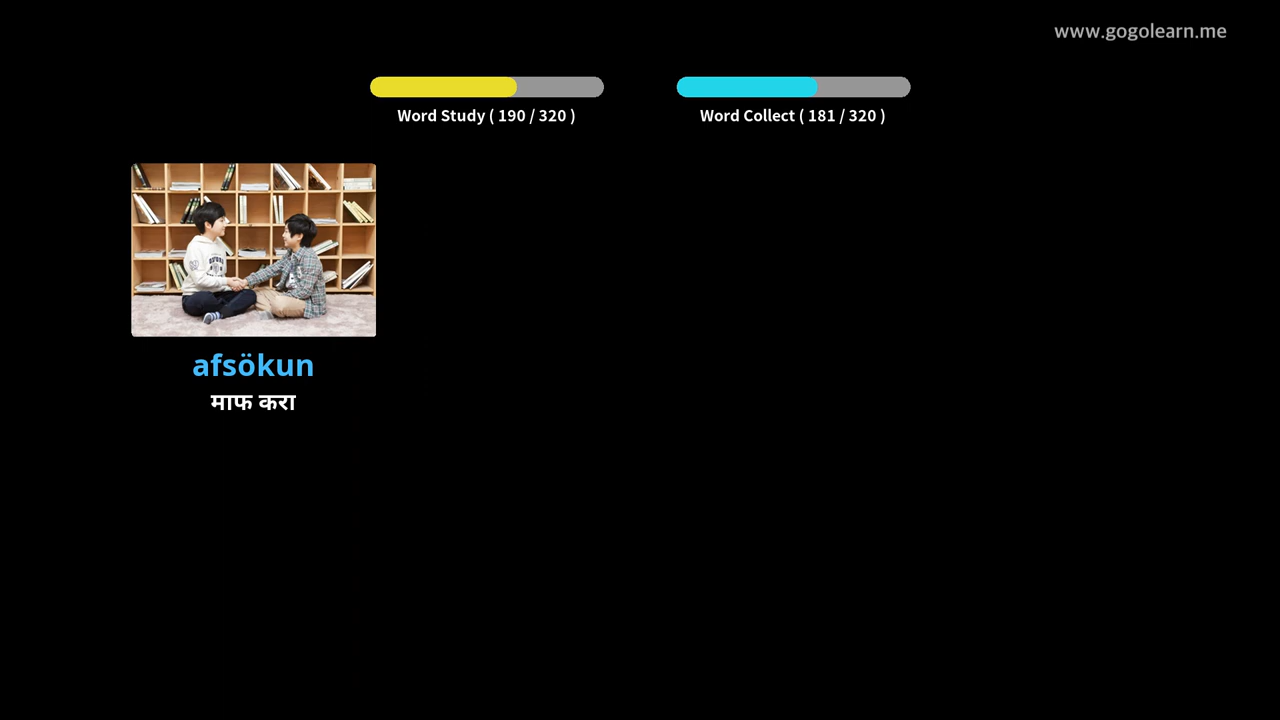 www.gogolearn.me
Word Study ( 190 / 320 )
Word Collect ( 181 / 320 )
afsökun
माफ करा